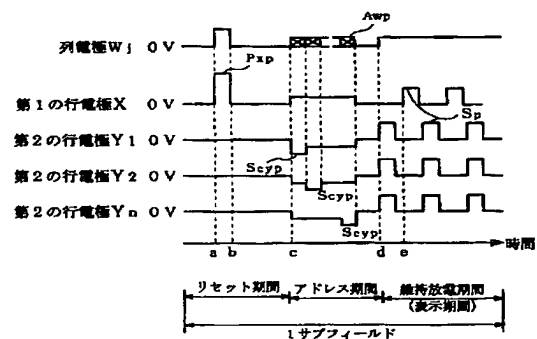 Awp
列電極Wj 0V
Pxp
第1の行電極X 0V
Sp
第2の行電極Y1 0V
Scyp
第2の行電極Y2 0V
Scyp
第2の行電極Yn 0V
Scyp
a b c d e 時間
リセット期間 アドレス期間 維持放電期間
(表示期間)
1サブフィールド